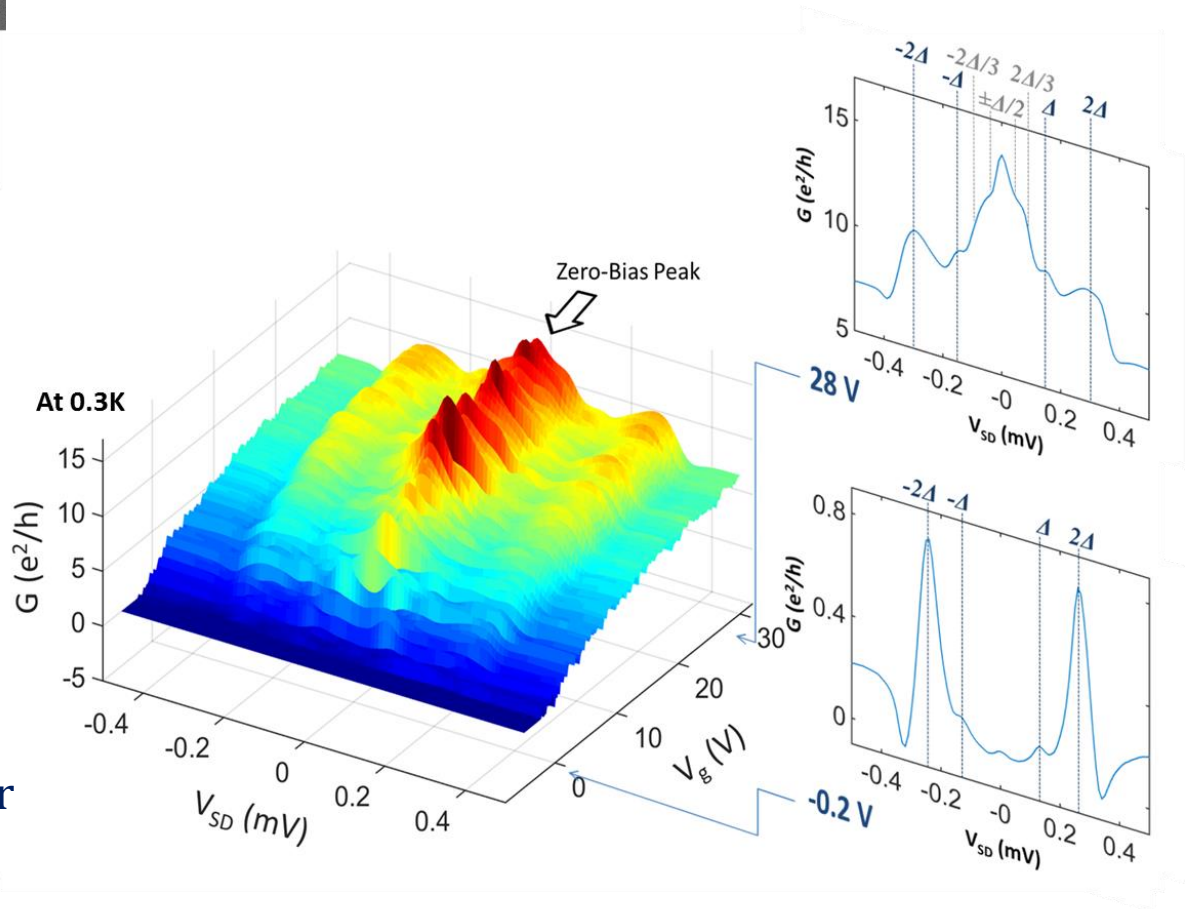 Zero-Bias Peak
At 0.3K
15
10
5
0
-5
G (e²/h)
-0.4
-0.2
0
0.2
0.4
V_SD (mV)
0
10
20
30
V_g (V)
28 V
-0.2 V
-2Δ
-Δ
-2Δ/3
±Δ/2
2Δ/3
Δ
2Δ
15
10
5
G (e²/h)
-0.4
-0.2
-0
0.2
0.4
V_SD (mV)
-2Δ
-Δ
Δ
2Δ
0.8
0.4
0
G (e²/h)
-0.4
-0.2
-0
0.2
0.4
V_SD (mV)
r